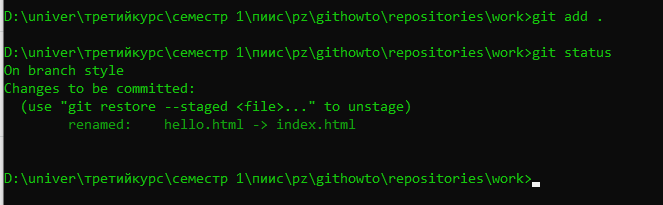 D:\univer\третийкурс\семестр 1\пиис\pz\githowto\repositories\work>git add .
D:\univer\третийкурс\семестр 1\пиис\pz\githowto\repositories\work>git status
On branch style
Changes to be committed:
  (use "git restore --staged <file>..." to unstage)
        renamed:    hello.html -> index.html
D:\univer\третийкурс\семестр 1\пиис\pz\githowto\repositories\work>